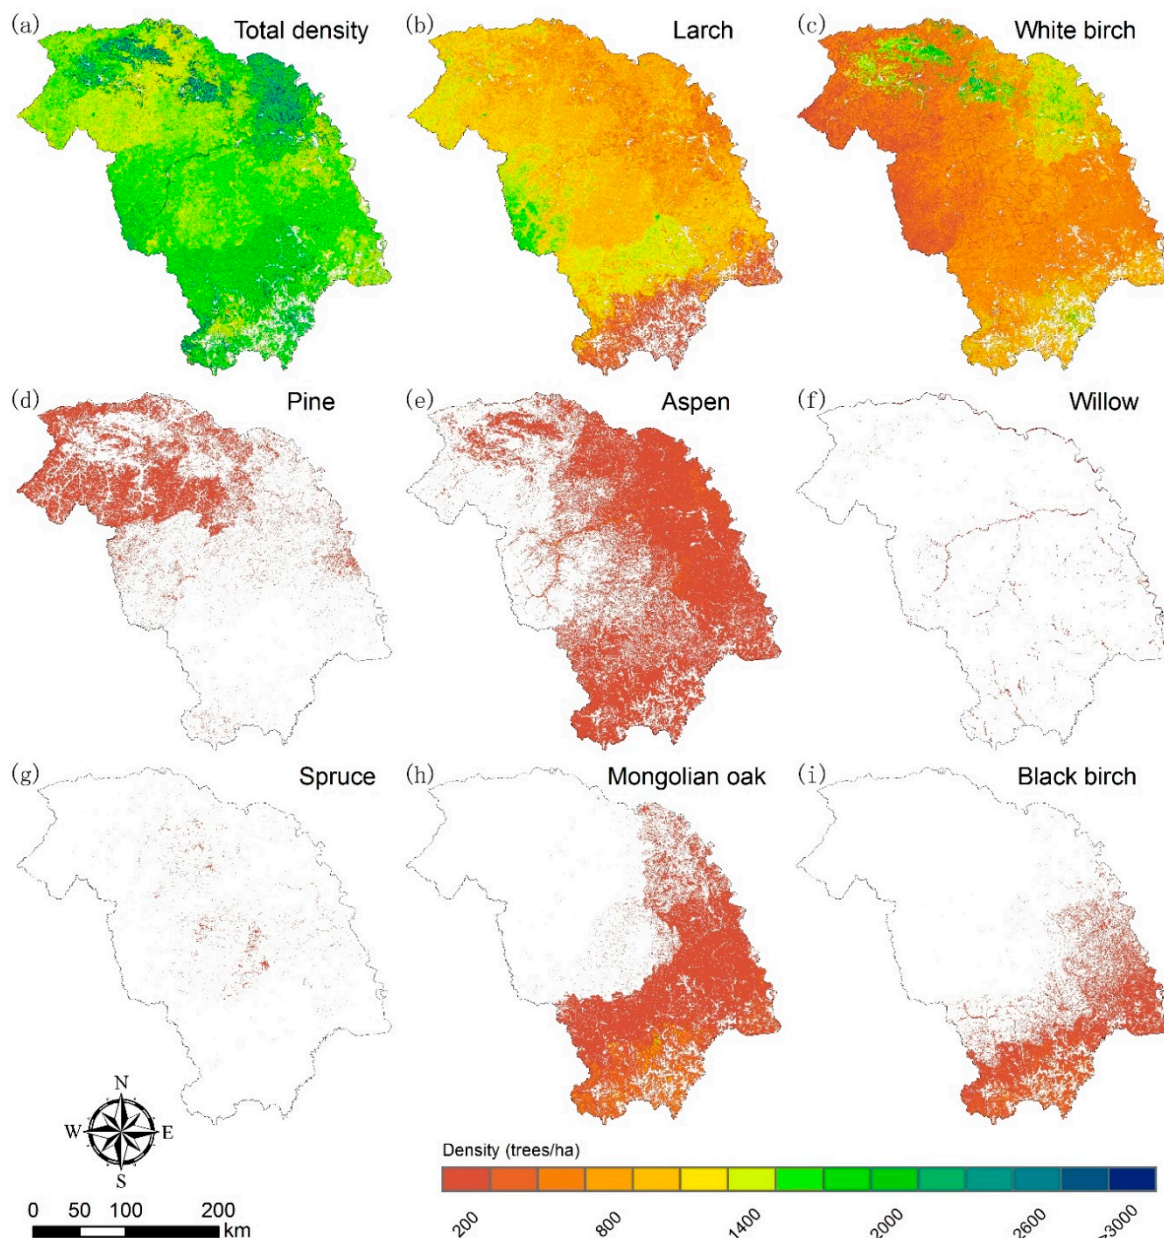 (a) Total density
(b) Larch
(c) White birch
(d) Pine
(e) Aspen
(f) Willow
(g) Spruce
(h) Mongolian oak
(i) Black birch
N
W E
S
0 50 100 200
km
Density (trees/ha)
200 800 1400 2000 2600 >3000